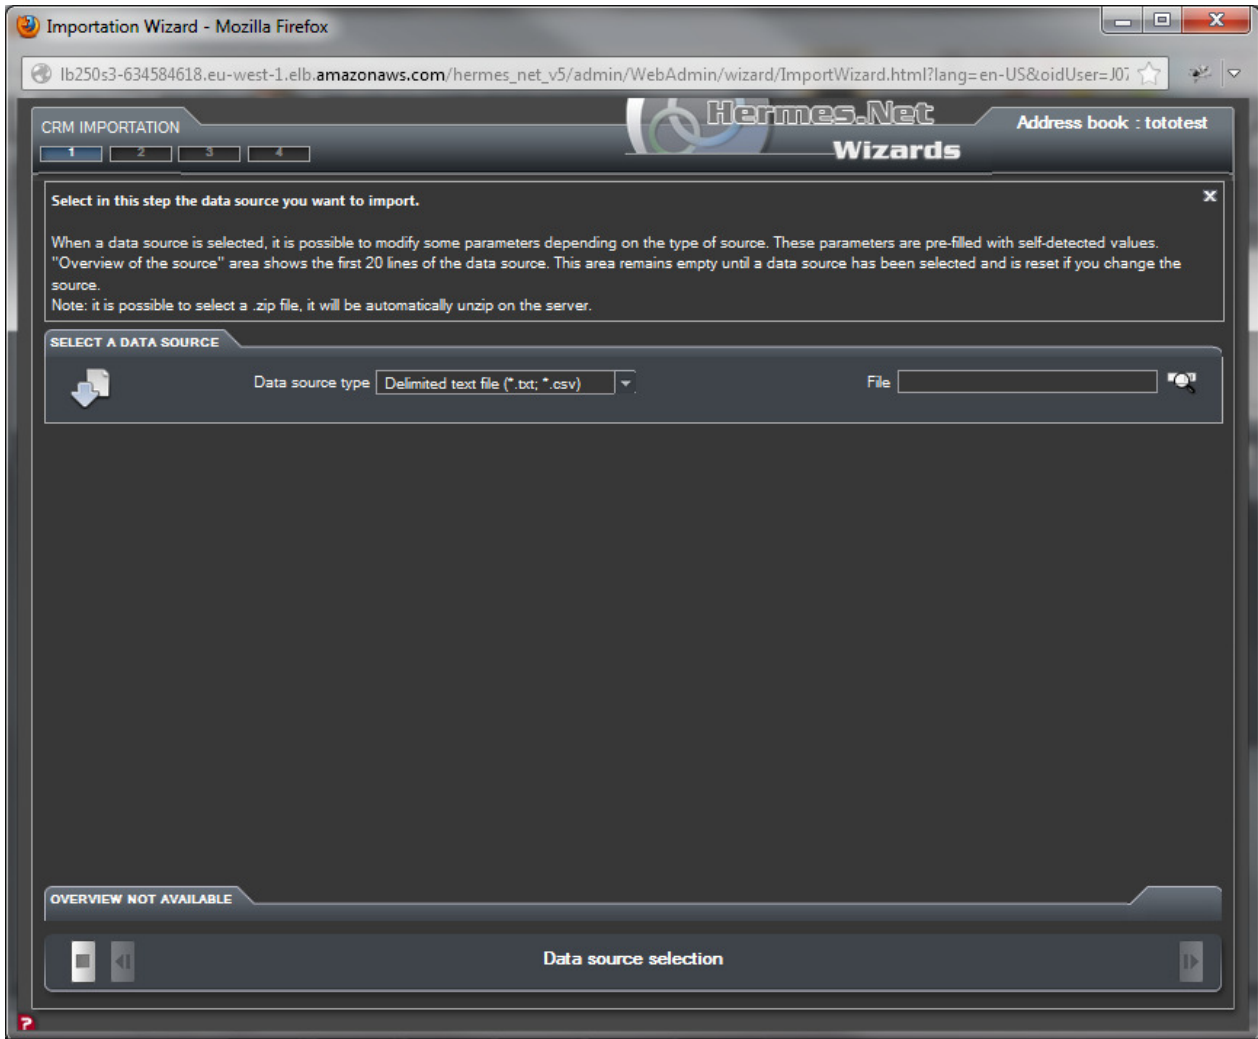 Importation Wizard - Mozilla Firefox
lb250s3-634584618.eu-west-1.elb.amazonaws.com/hermes_net_v5/admin/WebAdmin/wizard/ImportWizard.html?lang=en-US&oidUser=J07
CRM IMPORTATION
Hermes.Net
Address book : tototest
1 2 3 4
Wizards
Select in this step the data source you want to import.
When a data source is selected, it is possible to modify some parameters depending on the type of source. These parameters are pre-filled with self-detected values.
"Overview of the source" area shows the first 20 lines of the data source. This area remains empty until a data source has been selected and is reset if you change the
source.
Note: it is possible to select a .zip file, it will be automatically unzip on the server.
SELECT A DATA SOURCE
Data source type Delimited text file (*.txt; *.csv) File
OVERVIEW NOT AVAILABLE
Data source selection
?